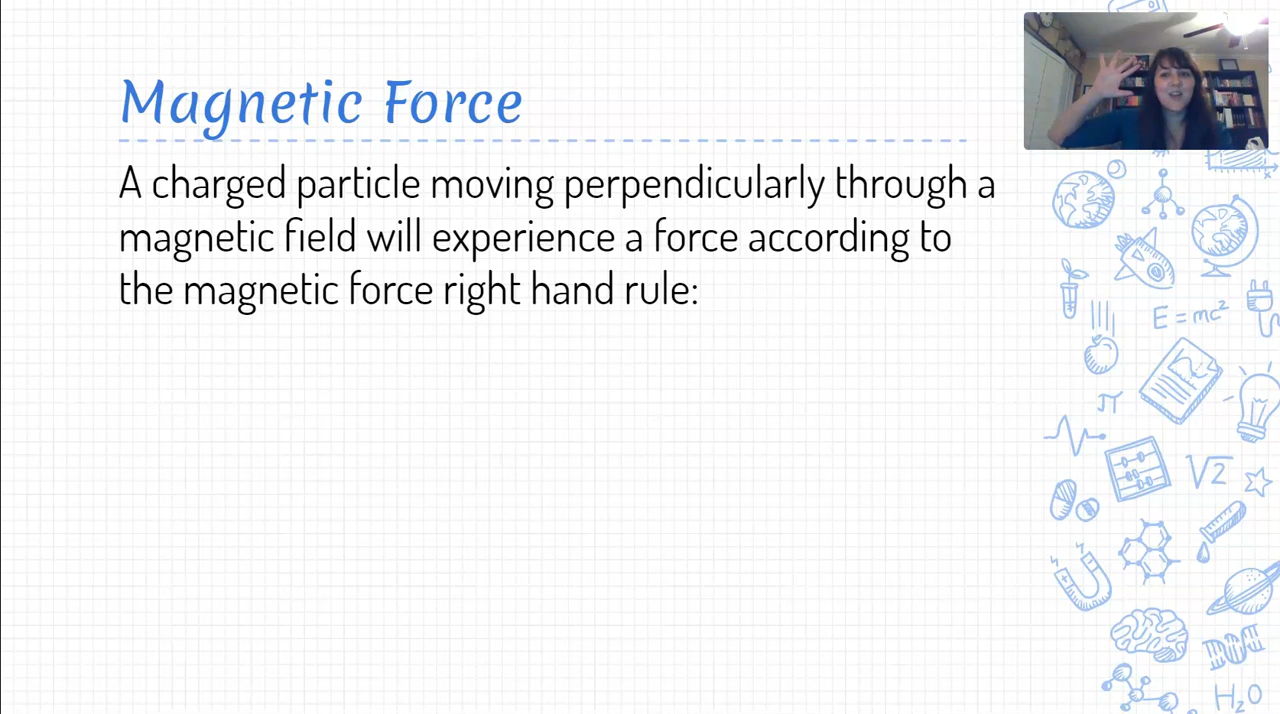 Magnetic Force
A charged particle moving perpendicularly through a
magnetic field will experience a force according to
the magnetic force right hand rule:
E=mc²
π
√2
H₂O